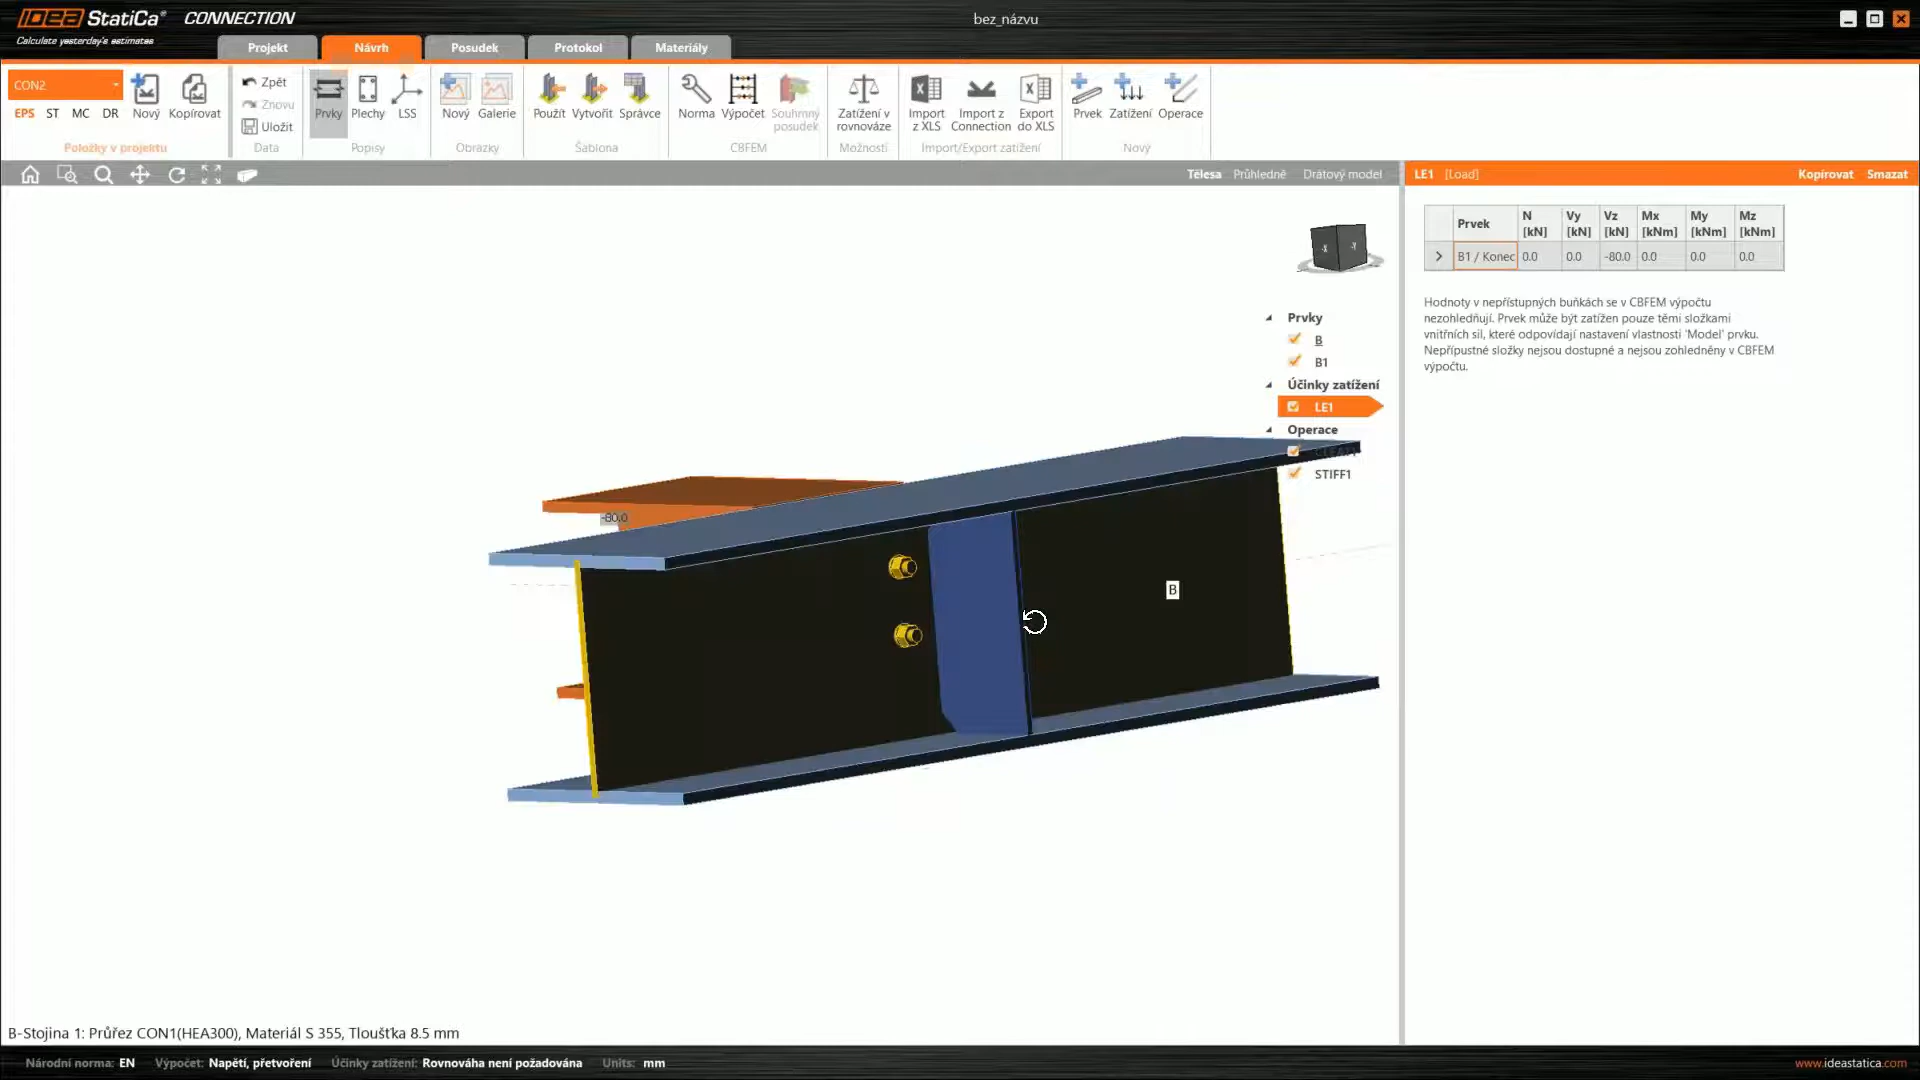 IDEA StatiCa® CONNECTION
Calculate yesterday's estimates
bez_názvu
Projekt
Návrh
Posudek
Protokol
Materiály
CON2
EPS ST MC DR
Nový
Kopírovat
Položky v projektu
Zpět
Znovu
Uložit
Data
Prvky
Plechy
LSS
Popisy
Nový
Galerie
Obrázky
Použít
Vytvořit
Správce
Šablona
Norma
Výpočet
Souhrnný
posudek
CBFEM
Zatížení v
rovnováze
Možnosti
Import
z XLS
Import z
Connection
Export
do XLS
Import/Export zatížení
Prvek
Zatížení
Operace
Nový
Tělesa
Průhledně
Drátový model
LE1 [Load]
Kopírovat
Smazat
Prvek
N
[kN]
Vy
[kN]
Vz
[kN]
Mx
[kNm]
My
[kNm]
Mz
[kNm]
B1 / Konec 0.0 0.0 -80.0 0.0 0.0 0.0
Hodnoty v nepřístupných buňkách se v CBFEM výpočtu
nezohledňují. Prvek může být zatížen pouze těmi složkami
vnitřních sil, které odpovídají nastavení vlastnosti 'Model' prvku.
Nepřípustné složky nejsou dostupné a nejsou zohledněny v CBFEM
výpočtu.
-X
-Y
Prvky
B
B1
Účinky zatížení
LE1
Operace
STIFF1
-80.0
B
B-Stojina 1: Průřez CON1(HEA300), Materiál S 355, Tloušťka 8.5 mm
Národní norma: EN
Výpočet: Napětí, přetvoření
Účinky zatížení: Rovnováha není požadována
Units: mm
www.ideastatica.com